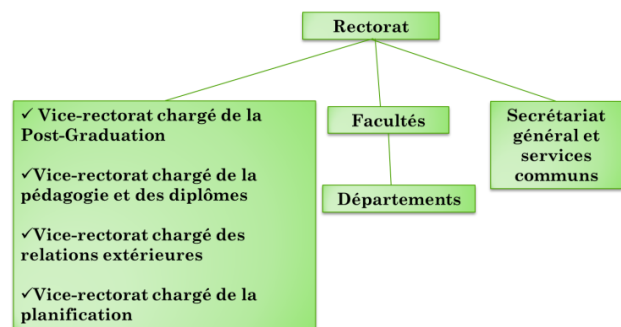 Rectorat
✓ Vice-rectorat chargé de la
Post-Graduation
✓Vice-rectorat chargé de la
pédagogie et des diplômes
✓Vice-rectorat chargé des
relations extérieures
✓Vice-rectorat chargé de la
planification
Facultés
Départements
Secrétariat
général et
services
communs